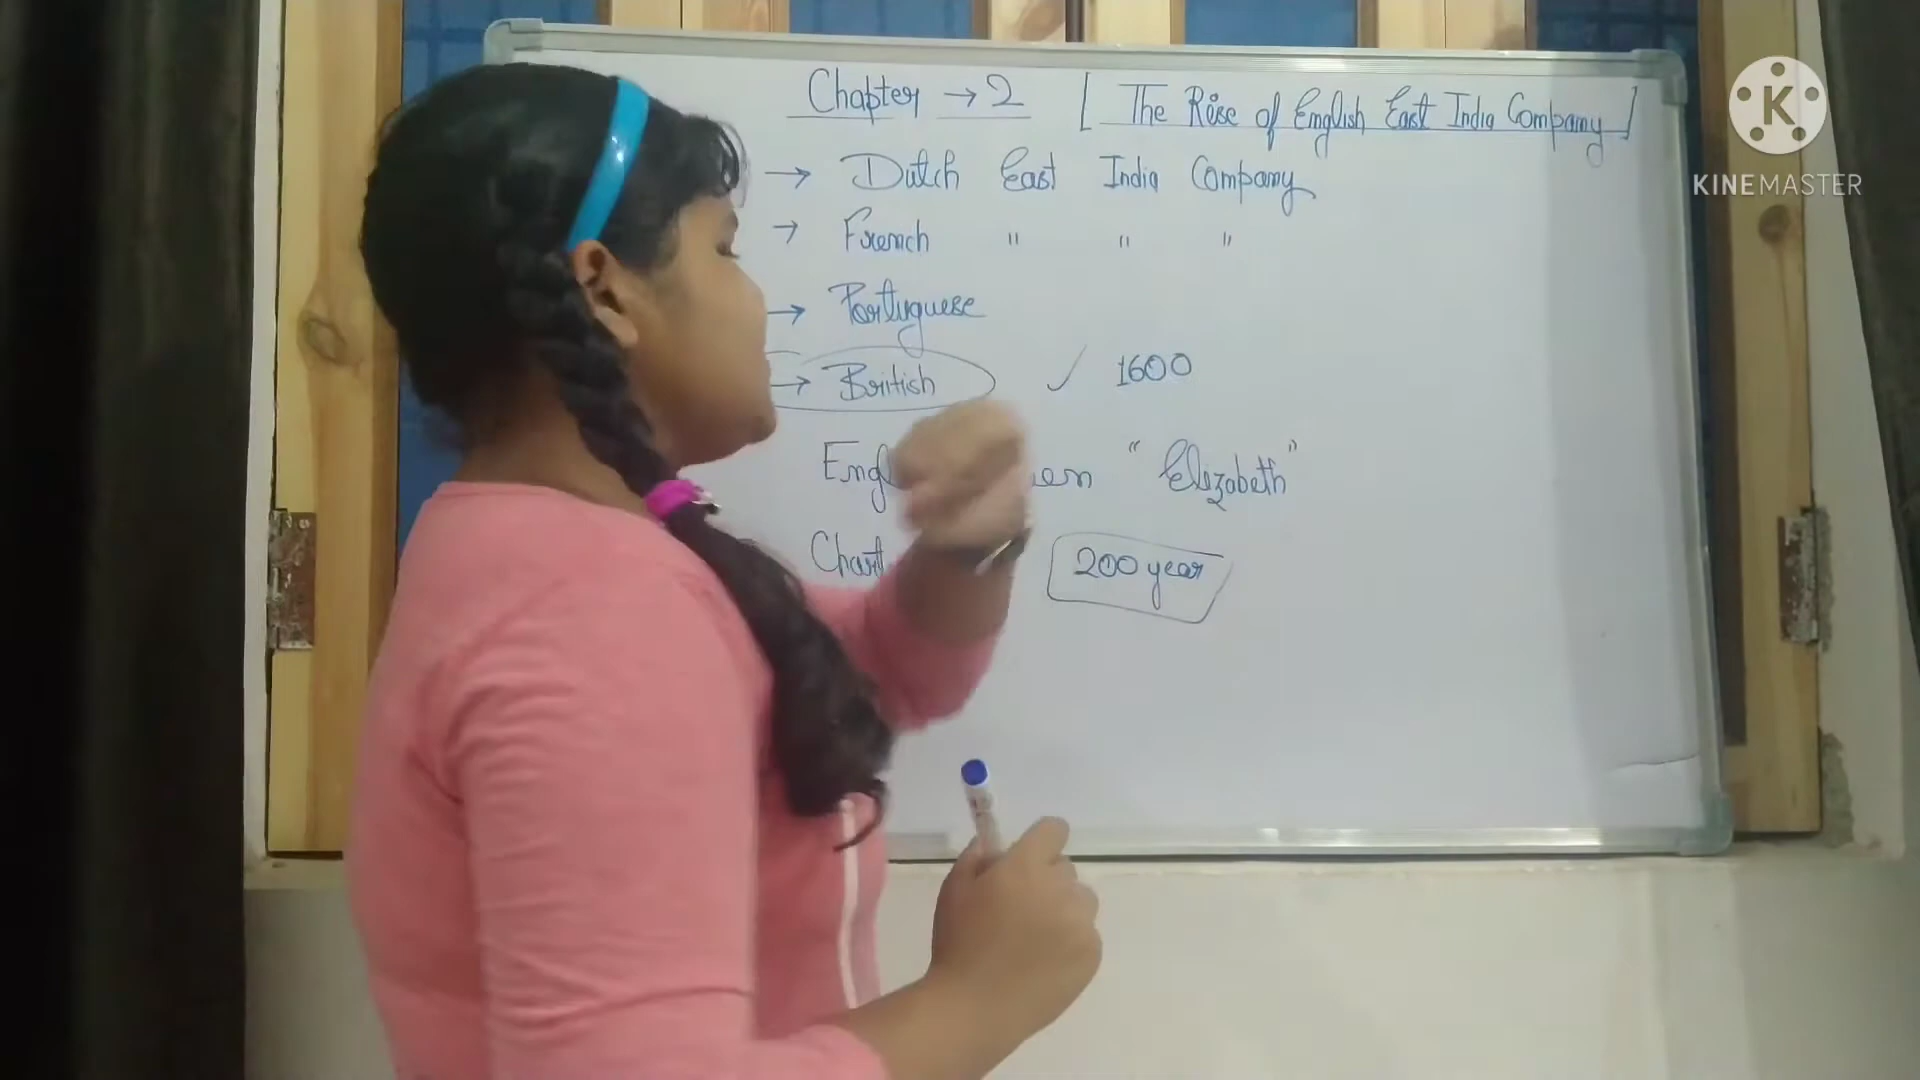 Chapter → 2 [ The Rise of English East India Company ]
→ Dutch East India Company
→ French " " "
→ Portuguese
→ British ✓ 1600
"Elizabeth"
200 year
K
KINEMASTER